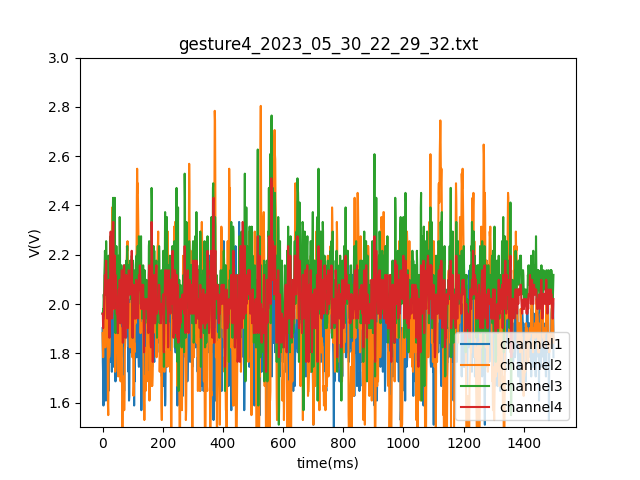 gesture4_2023_05_30_22_29_32.txt
3.0
2.8
2.6
2.4
2.2
2.0
1.8
1.6
V(V)
channel1
channel2
channel3
channel4
0 200 400 600 800 1000 1200 1400
time(ms)